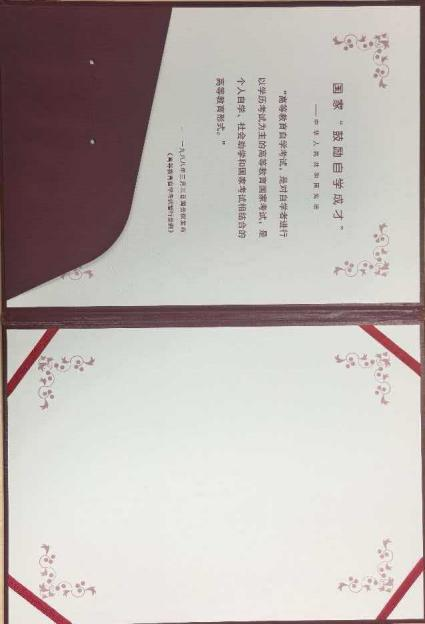 国家“鼓励自学成才”
——中华人民共和国宪法
“高等教育自学考试，是对自学者进行
以学历考试为主的高等教育国家考试，是
个人自学、社会助学和国家考试相结合的
高等教育形式。”
一九八八年三月三日国务院发布
《高等教育自学考试暂行条例》